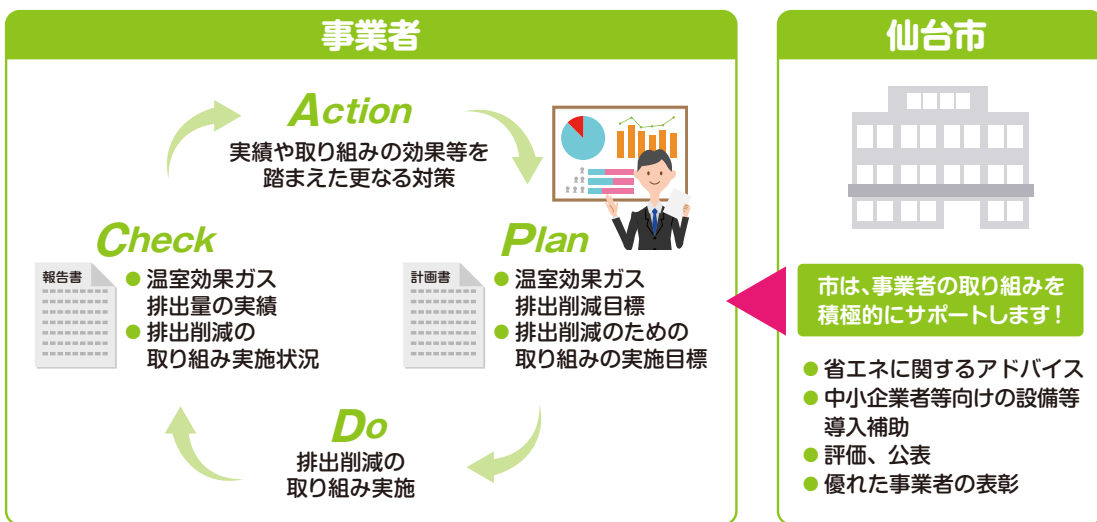 事業者
Action
実績や取り組みの効果等を
踏まえた更なる対策
Plan
計画書
● 温室効果ガス
排出削減目標
● 排出削減のための
取り組みの実施目標
Do
排出削減の
取り組み実施
Check
報告書
● 温室効果ガス
排出量の実績
● 排出削減の
取り組み実施状況
仙台市
市は、事業者の取り組みを
積極的にサポートします!
● 省エネに関するアドバイス
● 中小企業者等向けの設備等
導入補助
● 評価、公表
● 優れた事業者の表彰